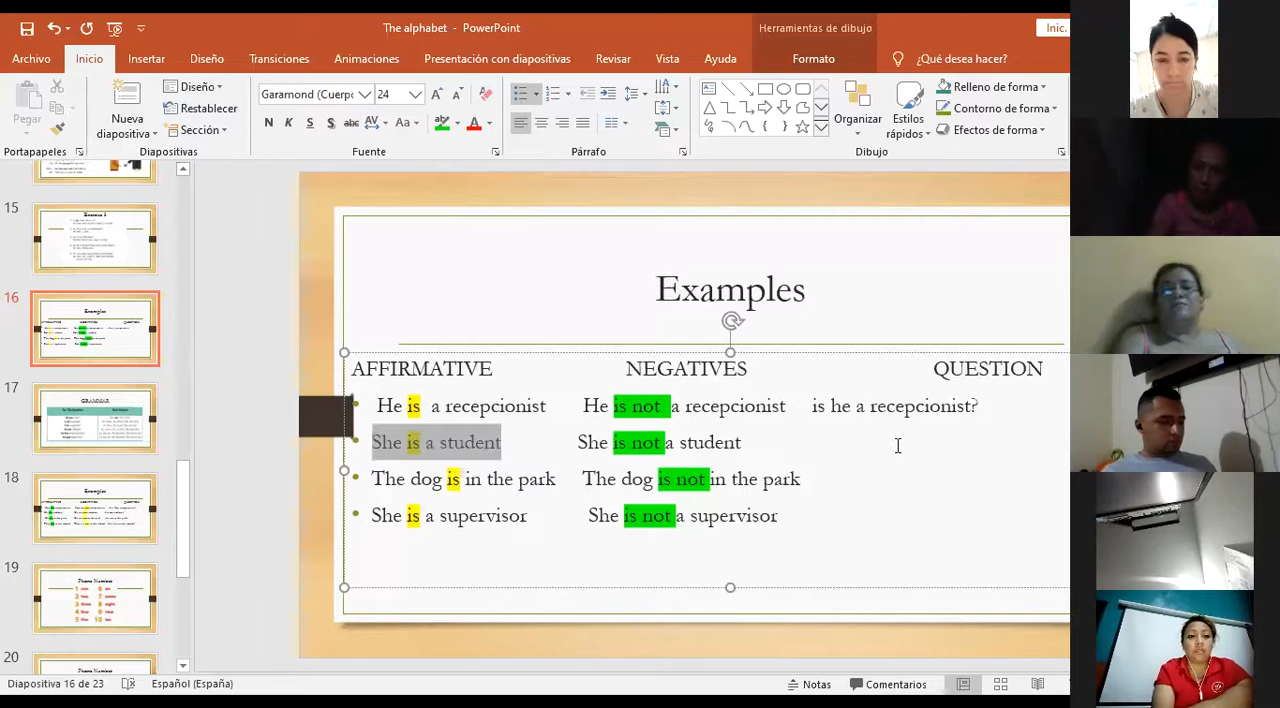 The alphabet - PowerPoint
Herramientas de dibujo
Inic.
Archivo Inicio Insertar Diseño Transiciones Animaciones Presentación con diapositivas Revisar Vista Ayuda Formato ¿Qué desea hacer?
Pegar
Nueva diapositiva
Diseño
Restablecer
Sección
Garamond (Cuerpo 24
N K S S abc AV Aa A
Organizar
Estilos rápidos
Relleno de forma
Contorno de forma
Efectos de forma
Portapapeles Diapositivas Fuente Párrafo Dibujo
15
16
17
18
19
20
Examples
AFFIRMATIVE NEGATIVES QUESTION
He is a recepcionist He is not a recepcionist is he a recepcionist?
She is a student She is not a student
The dog is in the park The dog is not in the park
She is a supervisor She is not a supervisor
Diapositiva 16 de 23 Español (España) Notas Comentarios